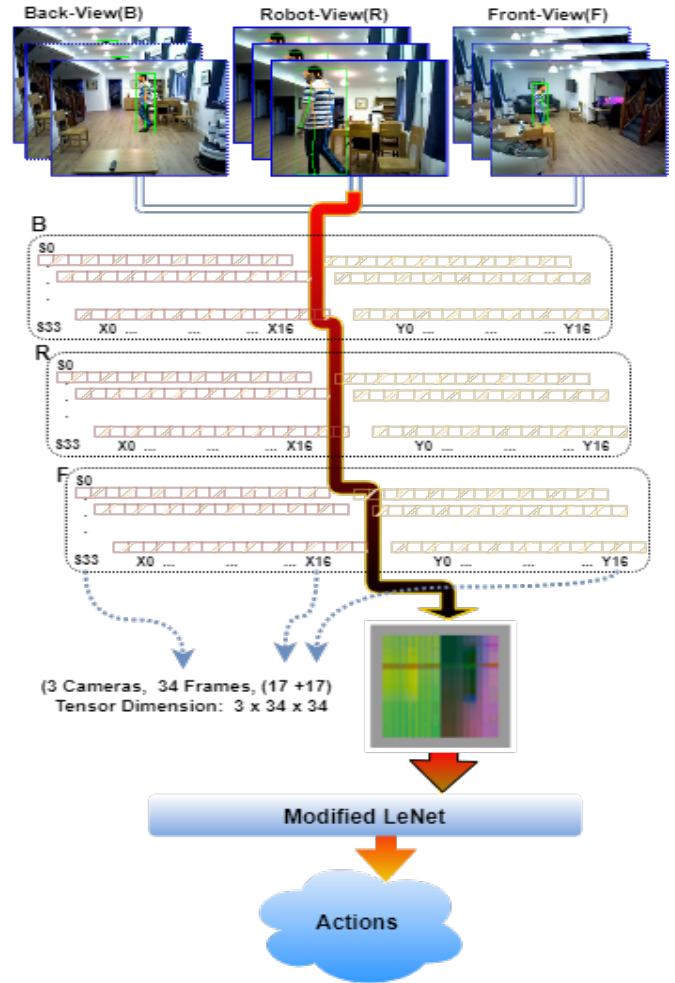 Back-View(B) Robot-View(R) Front-View(F)
B
S0
S33 X0 ... ... ... X16 Y0 ... ... ... Y16
R
S0
S33 X0 ... ... ... X16 Y0 ... ... ... Y16
F
S0
S33 X0 ... ... ... X16 Y0 ... ... ... Y16
(3 Cameras, 34 Frames, (17 +17)
Tensor Dimension: 3 x 34 x 34
Modified LeNet
Actions